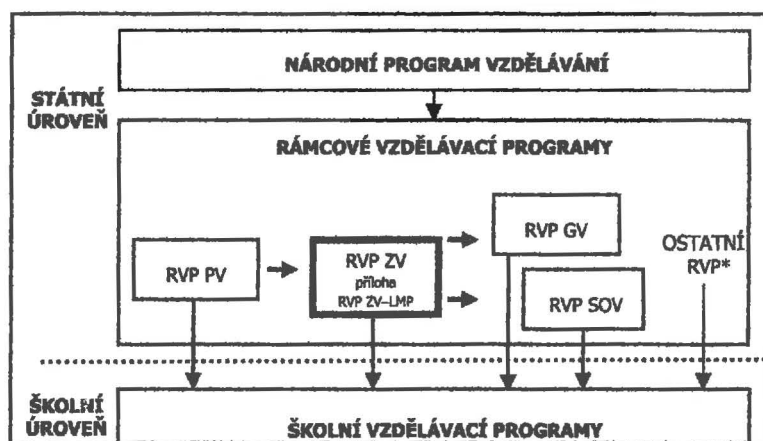 NÁRODNÍ PROGRAM VZDĚLÁVÁNÍ
STÁTNÍ
ÚROVEŇ
RÁMCOVÉ VZDĚLÁVACÍ PROGRAMY
RVP PV
RVP ZV
příloha
RVP ZV–LMP
RVP GV
RVP SOV
OSTATNÍ
RVP*
ŠKOLNÍ
ÚROVEŇ
ŠKOLNÍ VZDĚLÁVACÍ PROGRAMY